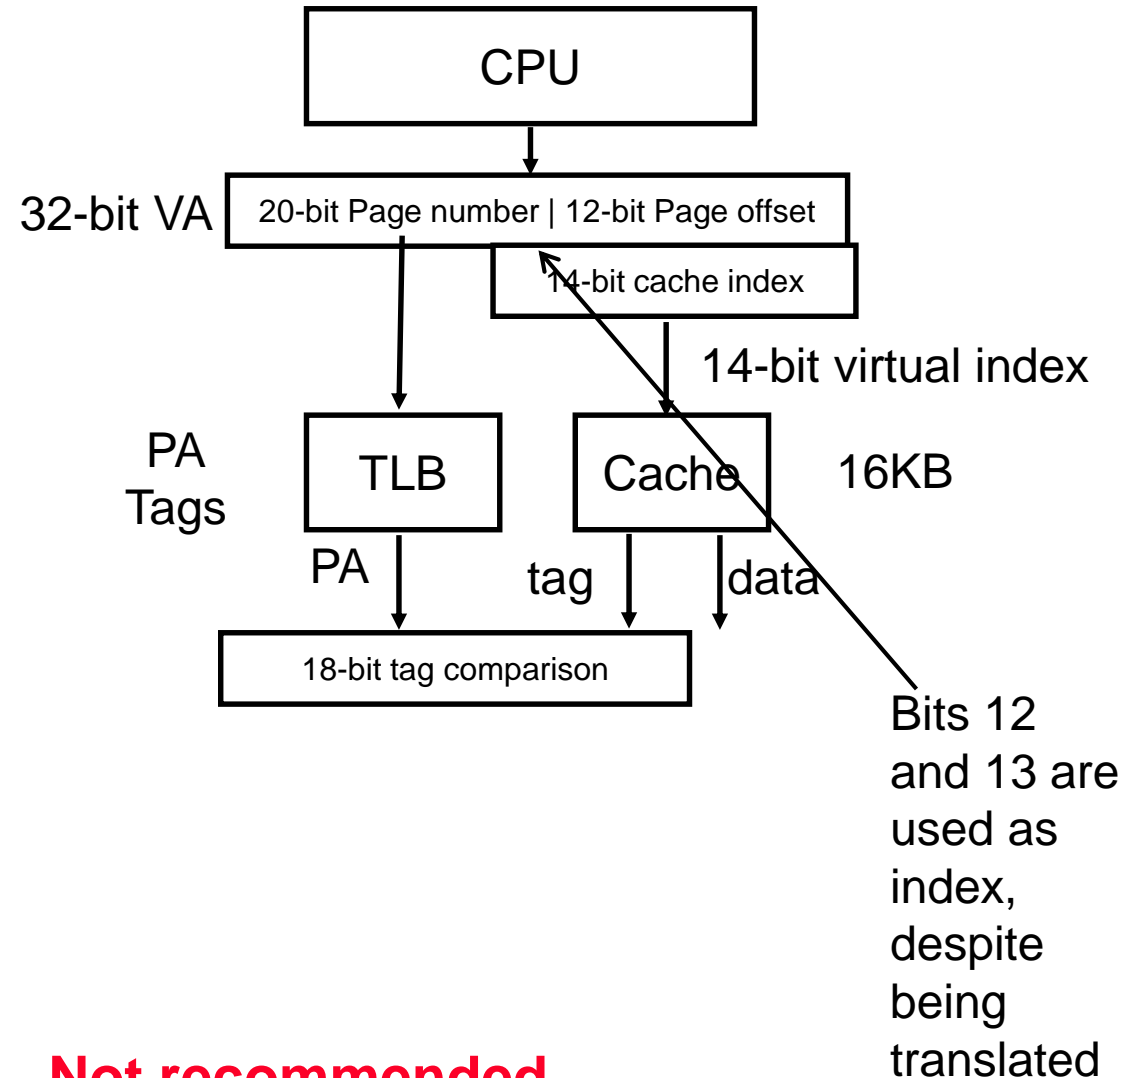 CPU
32-bit VA
20-bit Page number | 12-bit Page offset
14-bit cache index
14-bit virtual index
PA
Tags
TLB
Cache
16KB
PA
tag
data
18-bit tag comparison
Bits 12
and 13 are
used as
index,
despite
being
translated
Not recommended